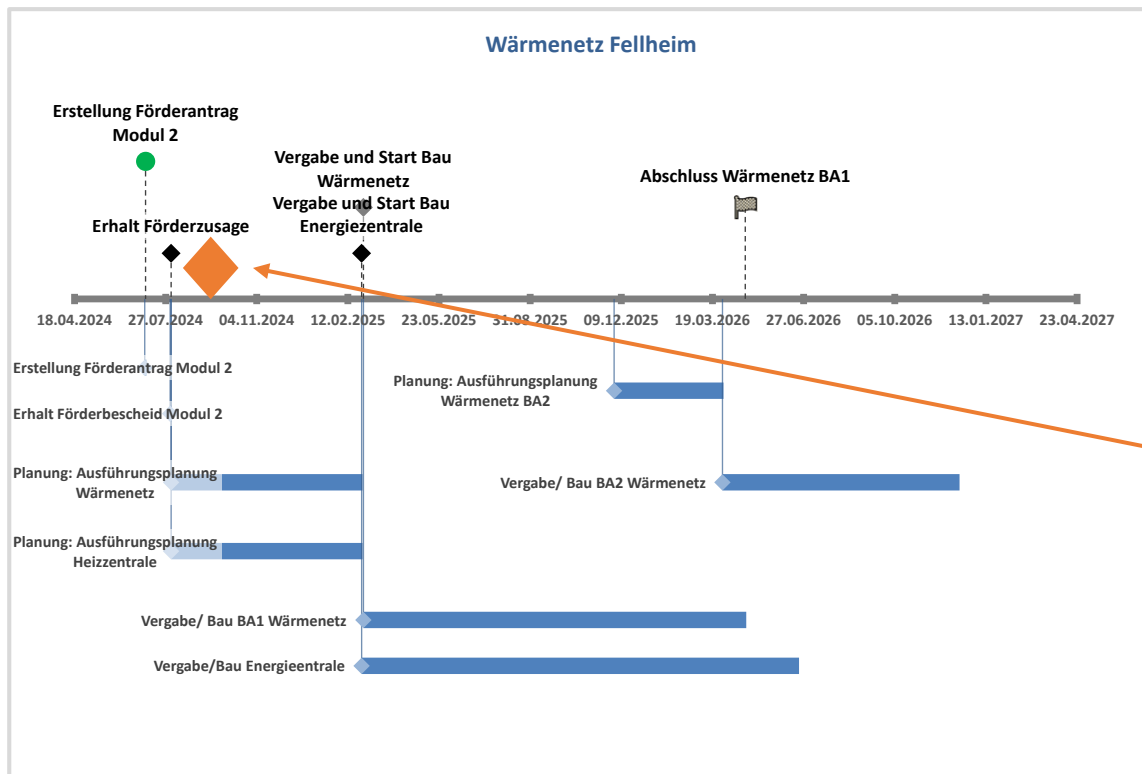 Wärmenetz Fellheim
Erstellung Förderantrag
Modul 2
Vergabe und Start Bau
Wärmenetz
Vergabe und Start Bau
Energiezentrale
Abschluss Wärmenetz BA1
Erhalt Förderzusage
18.04.2024 27.07.2024 04.11.2024 12.02.2025 23.05.2025 31.08.2025 09.12.2025 19.03.2026 27.06.2026 05.10.2026 13.01.2027 23.04.2027
Erstellung Förderantrag Modul 2
Planung: Ausführungsplanung
Wärmenetz BA2
Erhalt Förderbescheid Modul 2
Planung: Ausführungsplanung
Wärmenetz
Vergabe/ Bau BA2 Wärmenetz
Planung: Ausführungsplanung
Heizzentrale
Vergabe/ Bau BA1 Wärmenetz
Vergabe/Bau Energieentrale